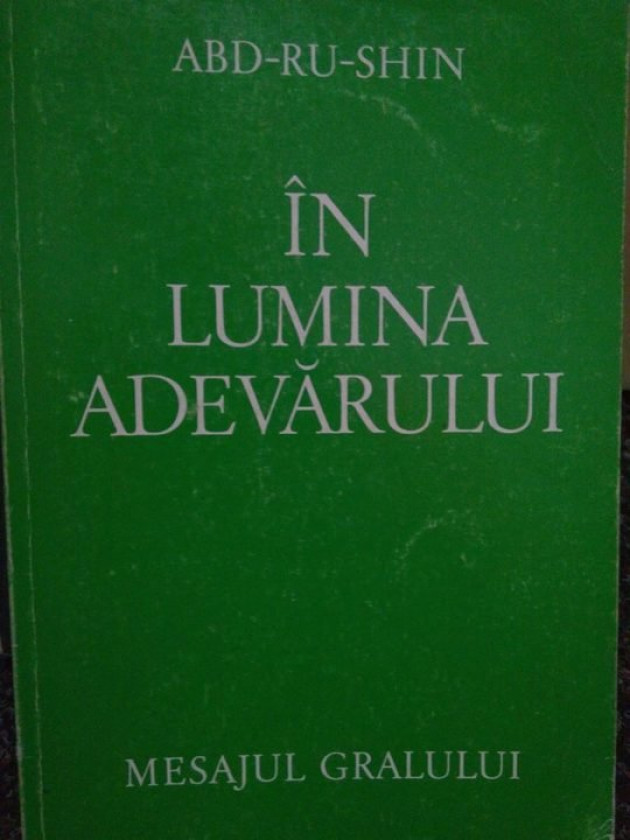 ABD-RU-SHIN
ÎN
LUMINA
ADEVĂRULUI
MESAJUL GRALULUI